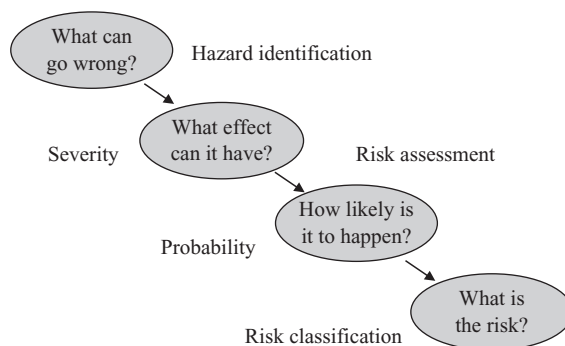 What can
go wrong?
Hazard identification
What effect
can it have?
Severity
Risk assessment
How likely is
it to happen?
Probability
What is
the risk?
Risk classification